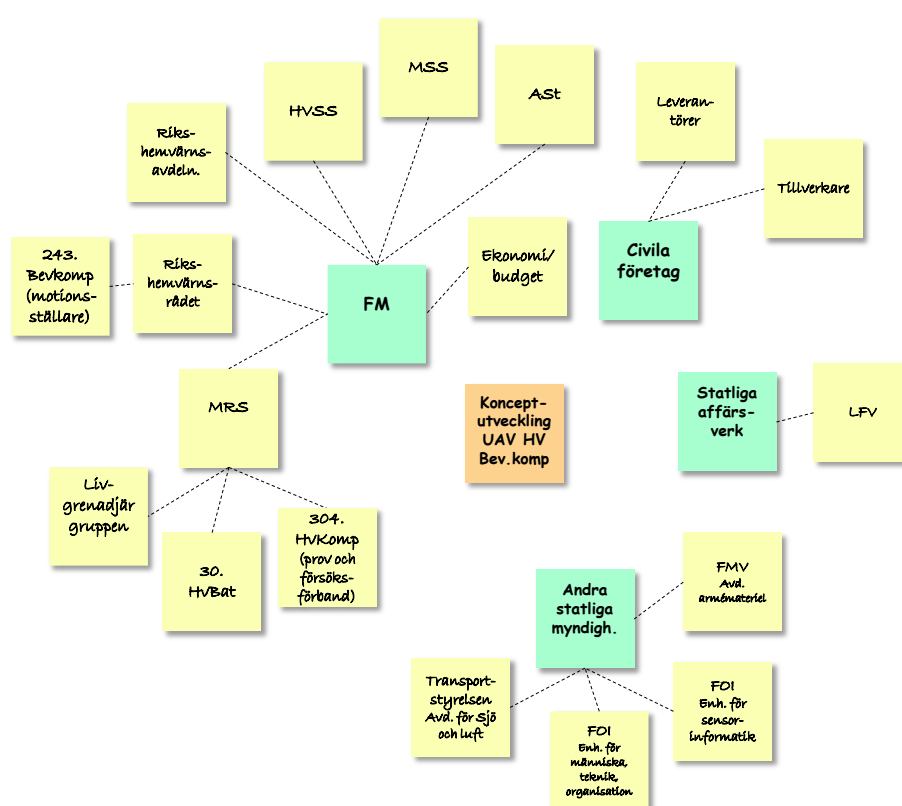 MSS
ASt
HVSS
Leveran-
törer
Riks-
hemvärns-
avdeln.
Tillverkare
243.
Bevkomp
(motions-
ställare)
Riks-
hemvärns-
rådet
Ekonomi/
budget
Civila
företag
FM
MRS
Koncept-
utveckling
UAV HV
Bev.komp
Statliga
affärs-
verk
LFV
Liv-
grenadjär
gruppen
30.
HvBat
304.
HvKomp
(prov och
försöks-
förband)
FMV
Avd.
armémateriel
Andra
statliga
myndigh.
Transport-
styrelsen
Avd. för Sjö
och luft
FOI
Enh. för
människa,
teknik,
organisation
FOI
Enh. för
sensor-
informatik